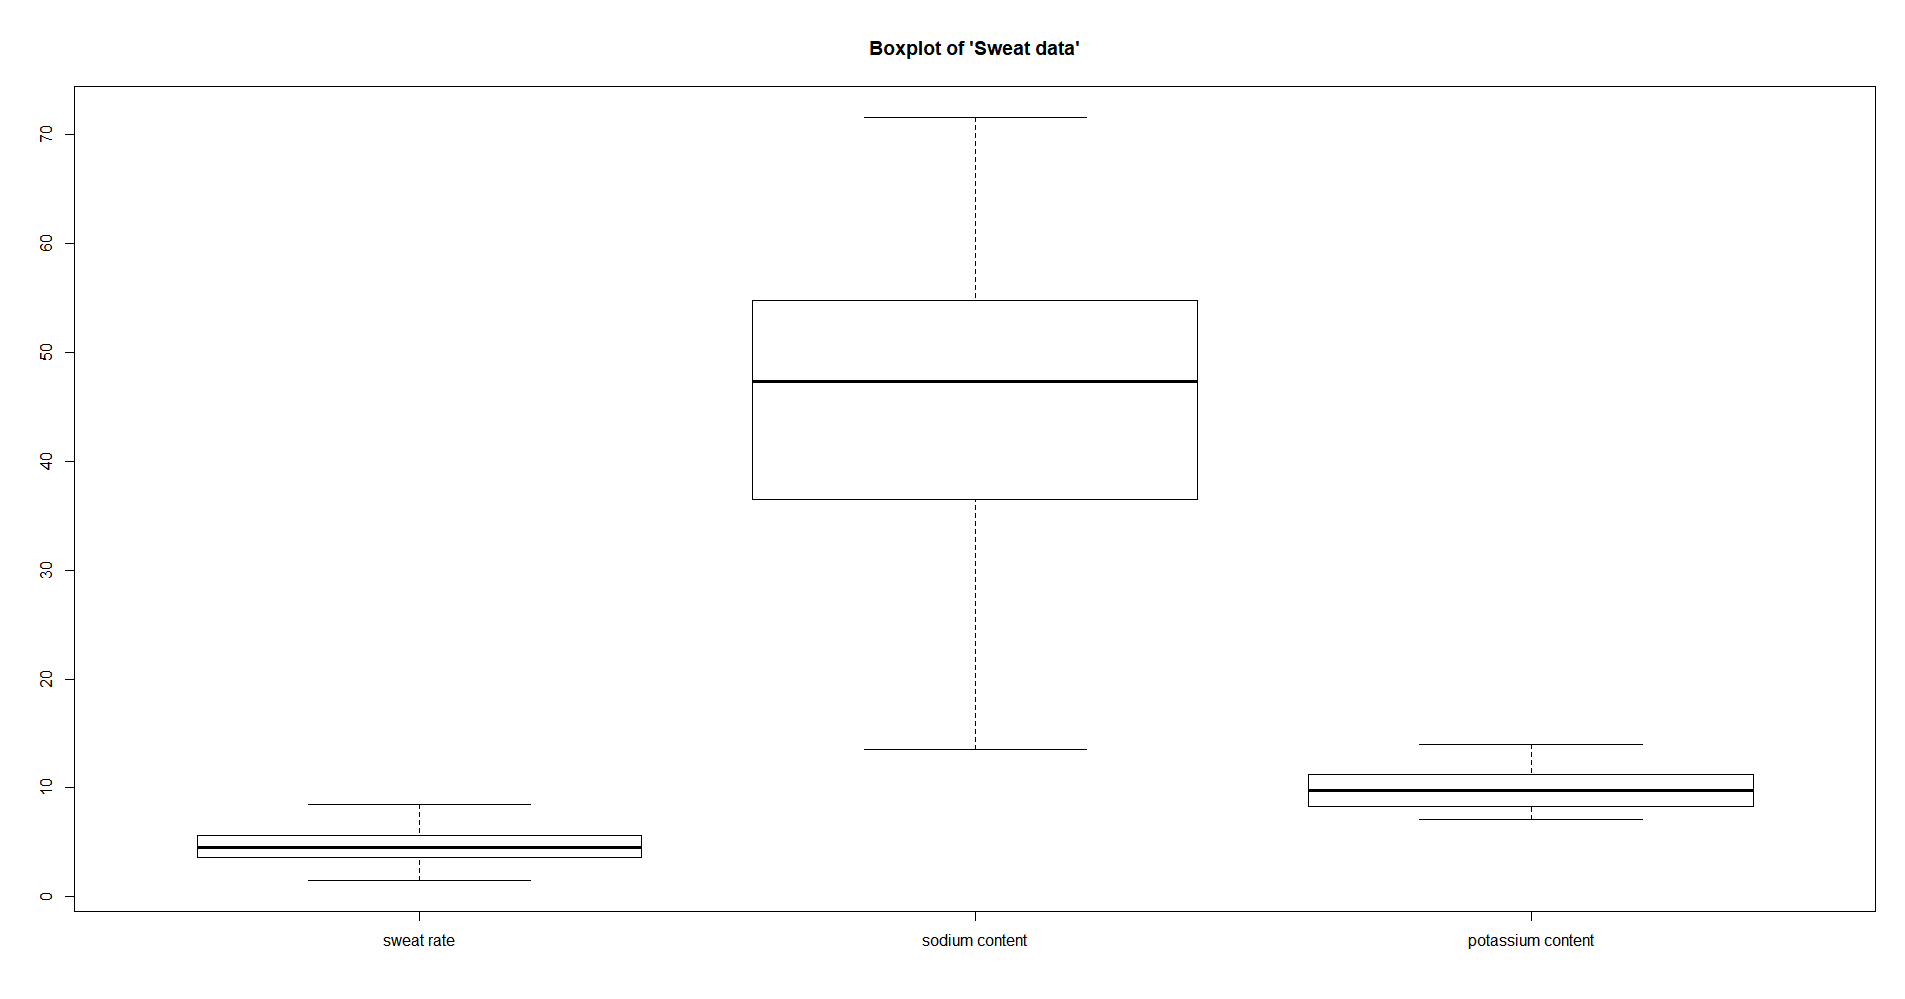 Boxplot of 'Sweat data'
70
60
50
40
30
20
10
0
sweat rate
sodium content
potassium content